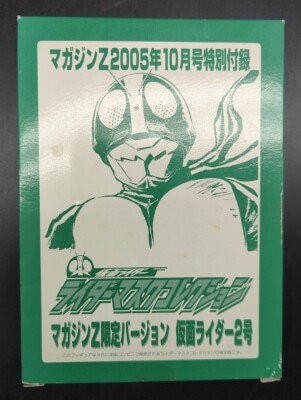 マガジンZ2005年10月号特別付録
仮面ライダー
ライダーマスクコレクション
マガジンZ限定バージョン 仮面ライダー2号